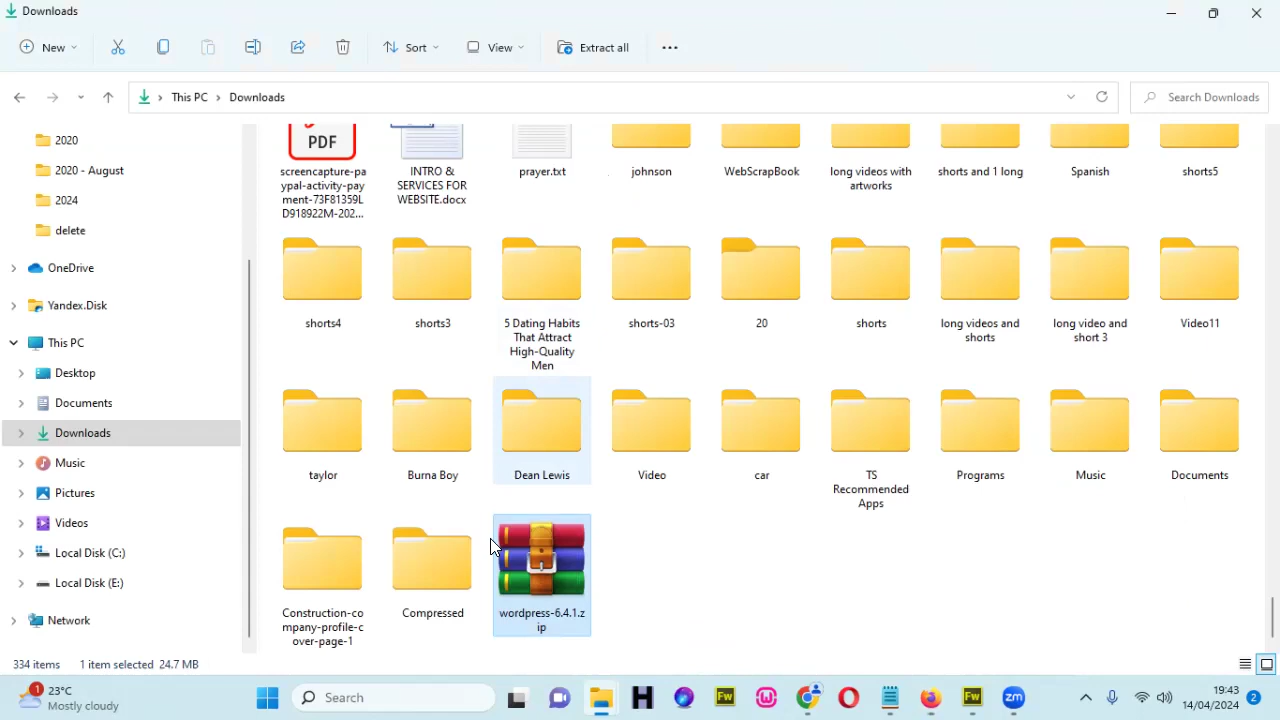 Downloads
New
Sort
View
Extract all
This PC
Downloads
Search Downloads
2020
2020 - August
2024
delete
OneDrive
Yandex.Disk
This PC
Desktop
Documents
Downloads
Music
Pictures
Videos
Local Disk (C:)
Local Disk (E:)
Network
PDF
screencapture-pa
ypal-activity-pay
ment-73F81359L
D918922M-202...
INTRO &
SERVICES FOR
WEBSITE.docx
prayer.txt
johnson
WebScrapBook
long videos with
artworks
shorts and 1 long
Spanish
shorts5
shorts4
shorts3
5 Dating Habits
That Attract
High-Quality
Men
shorts-03
20
shorts
long videos and
shorts
long video and
short 3
Video11
taylor
Burna Boy
Dean Lewis
Video
car
TS
Recommended
Apps
Programs
Music
Documents
Construction-co
mpany-profile-c
over-page-1
Compressed
wordpress-6.4.1.z
ip
334 items
1 item selected 24.7 MB
1
23°C
Mostly cloudy
Search
H
Fw
Fw
zm
19:43
14/04/2024
2